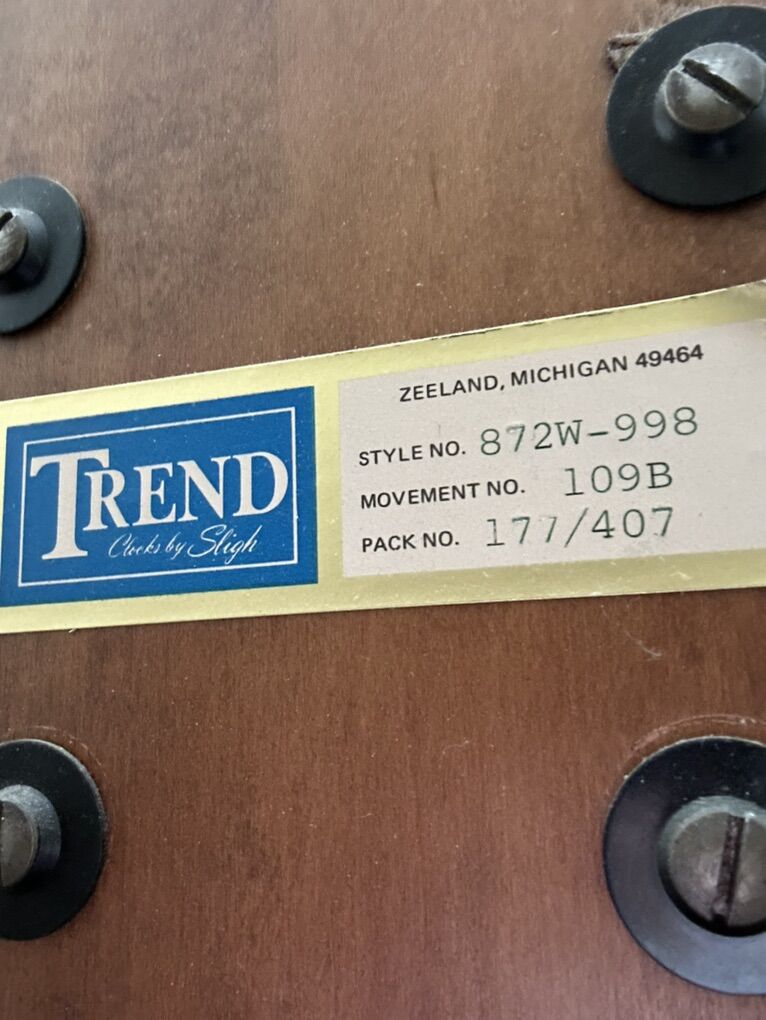 TREND
Clocks by Sligh
ZEELAND, MICHIGAN 49464
STYLE NO. 872W-998
MOVEMENT NO. 109B
PACK NO. 177/407